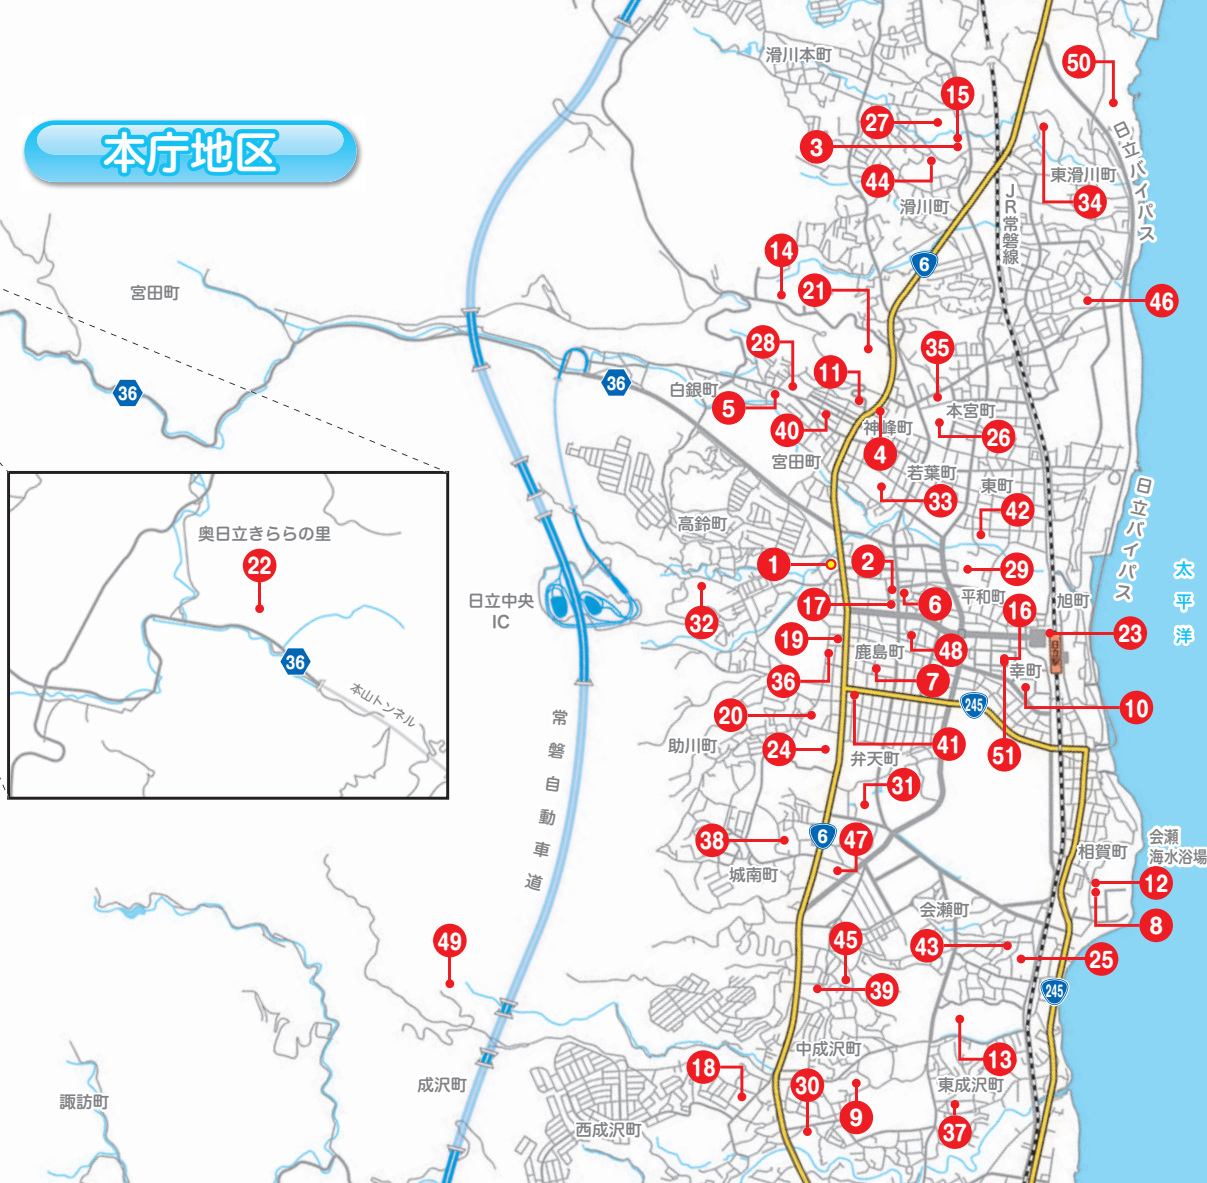 本庁地区
滑川本町
50
15
27
3
44
日立バイパス
東滑川町
34
滑川町
JR常磐線
6
14
21
46
宮田町
36
28
11
35
36
白銀町
5
40
本宮町
26
神峰町
4
宮田町
若葉町
33
東町
42
日立バイパス
高鈴町
1
2
29
太平洋
奥日立きららの里
22
36
本山トンネル
日立中央
IC
32
17
6
平和町
16
旭町
23
日立駅
19
鹿島町
48
36
7
幸町
10
20
245
助川町
24
41
51
弁天町
31
常磐自動車道
38
6
47
城南町
相賀町
会瀬
海水浴場
12
8
会瀬町
49
45
43
25
39
245
中成沢町
13
18
30
9
東成沢町
37
成沢町
諏訪町
西成沢町